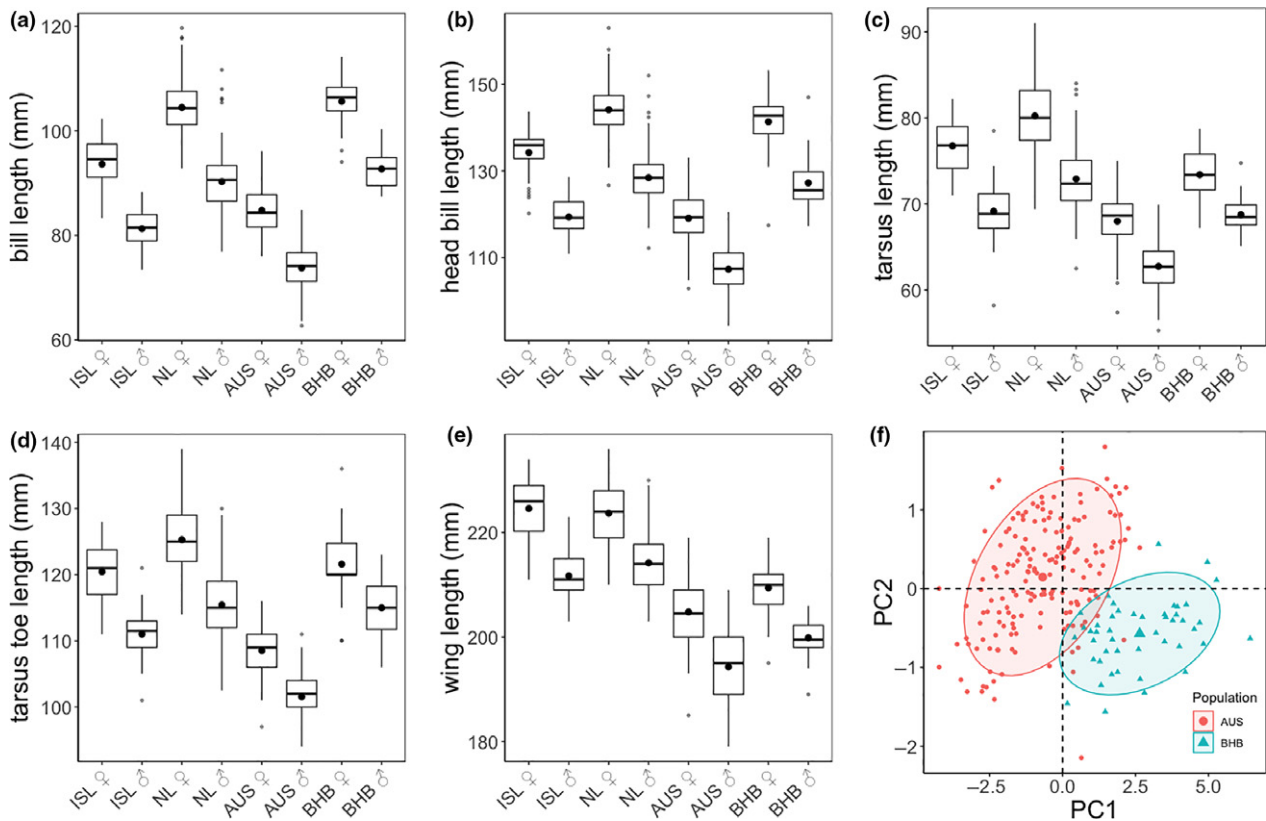 (a)
bill length (mm)
120
100
80
60
ISL ♀
ISL ♂
NL ♀
NL ♂
AUS ♀
AUS ♂
BHB ♀
BHB ♂
(b)
head bill length (mm)
150
130
110
ISL ♀
ISL ♂
NL ♀
NL ♂
AUS ♀
AUS ♂
BHB ♀
BHB ♂
(c)
tarsus length (mm)
90
80
70
60
ISL ♀
ISL ♂
NL ♀
NL ♂
AUS ♀
AUS ♂
BHB ♀
BHB ♂
(d)
tarsus toe length (mm)
140
130
120
110
100
ISL ♀
ISL ♂
NL ♀
NL ♂
AUS ♀
AUS ♂
BHB ♀
BHB ♂
(e)
wing length (mm)
220
200
180
ISL ♀
ISL ♂
NL ♀
NL ♂
AUS ♀
AUS ♂
BHB ♀
BHB ♂
(f)
PC2
1
0
−1
−2
Population
AUS
BHB
−2.5
0.0
2.5
5.0
PC1